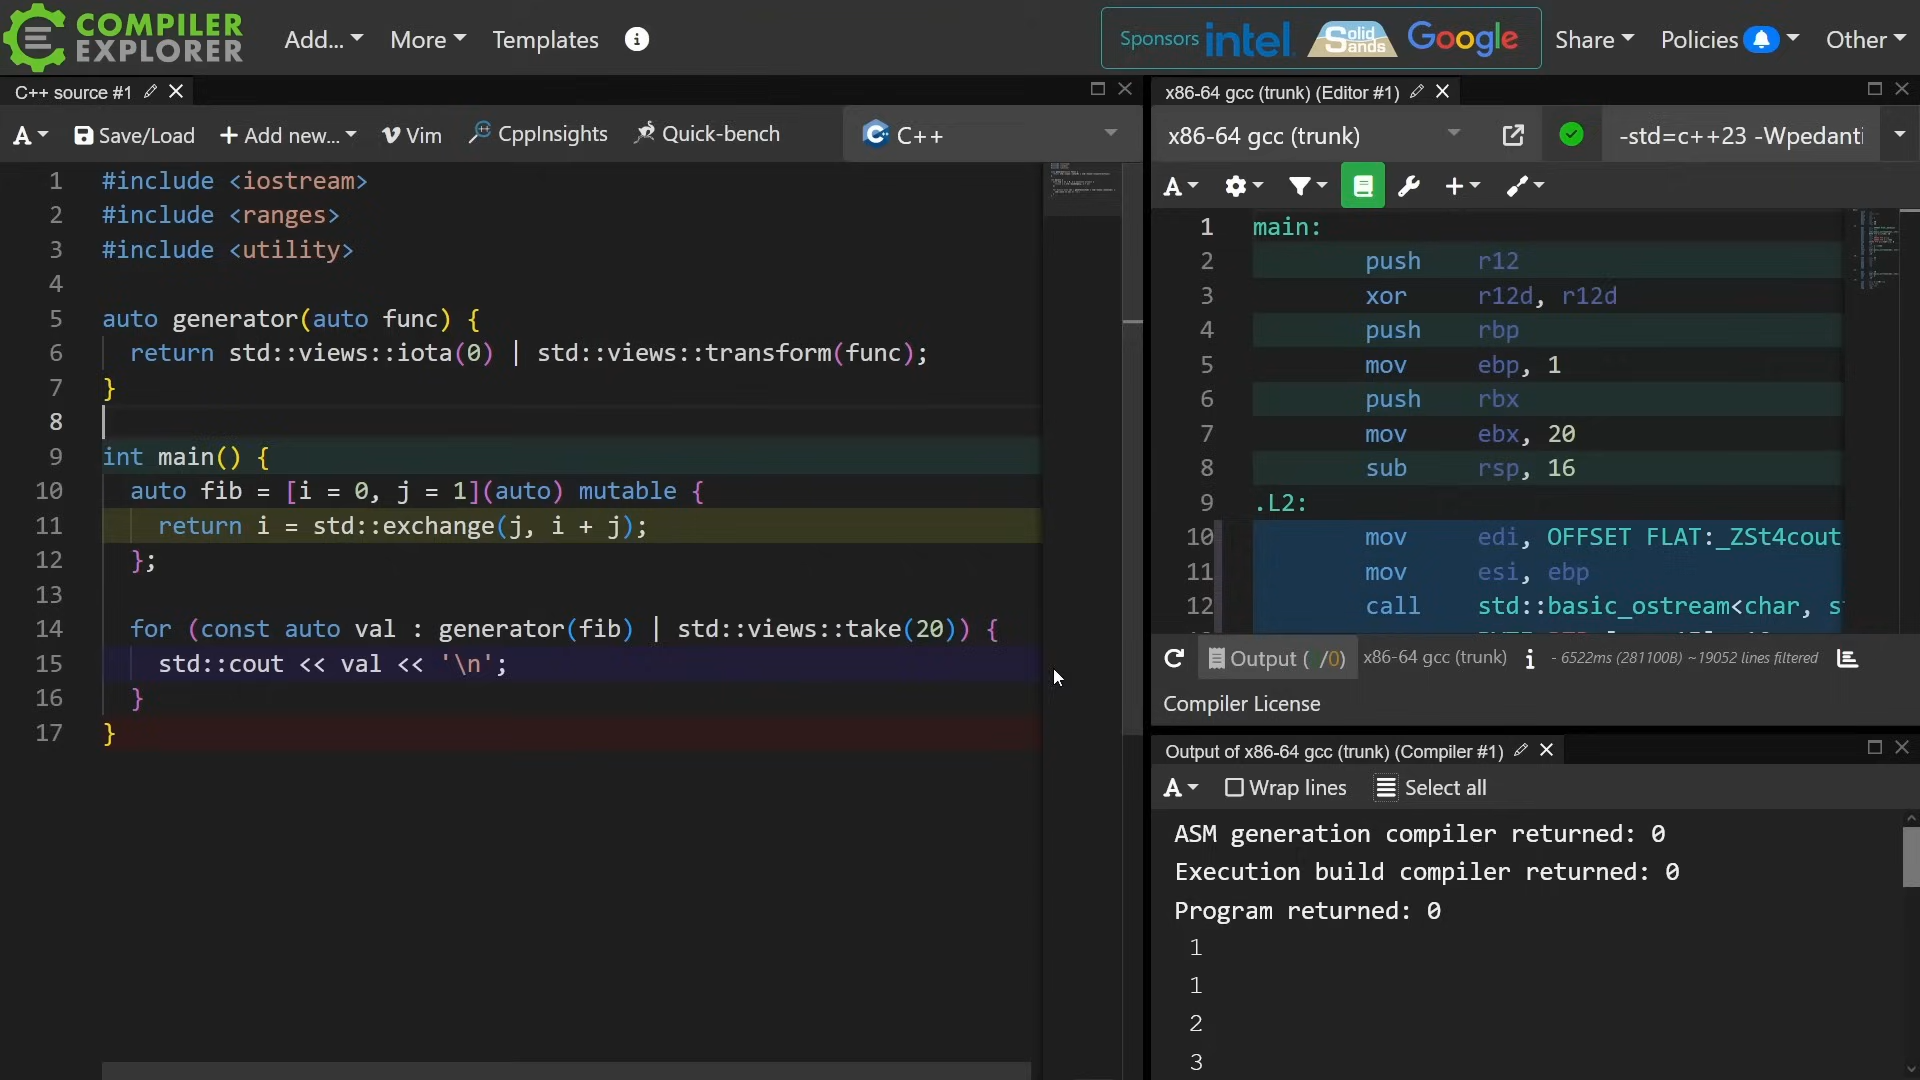 COMPILER
EXPLORER
Add...
More
Templates
Sponsors intel. Solid Sands Google
Share
Policies
Other
C++ source #1
A
Save/Load
+ Add new...
Vim
CppInsights
Quick-bench
C++
1 #include <iostream>
2 #include <ranges>
3 #include <utility>
4
5 auto generator(auto func) {
6 return std::views::iota(0) | std::views::transform(func);
7 }
8
9 int main() {
10 auto fib = [i = 0, j = 1](auto) mutable {
11 return i = std::exchange(j, i + j);
12 };
13
14 for (const auto val : generator(fib) | std::views::take(20)) {
15 std::cout << val << '\n';
16 }
17 }
x86-64 gcc (trunk) (Editor #1)
x86-64 gcc (trunk)
-std=c++23 -Wpedanti
A
1 main:
2 push r12
3 xor r12d, r12d
4 push rbp
5 mov ebp, 1
6 push rbx
7 mov ebx, 20
8 sub rsp, 16
9 .L2:
10 mov edi, OFFSET FLAT:_ZSt4cout
11 mov esi, ebp
12 call std::basic_ostream<char, s
Output ( /0) x86-64 gcc (trunk) i - 6522ms (281100B) ~19052 lines filtered
Compiler License
Output of x86-64 gcc (trunk) (Compiler #1)
A
Wrap lines
Select all
ASM generation compiler returned: 0
Execution build compiler returned: 0
Program returned: 0
1
1
2
3